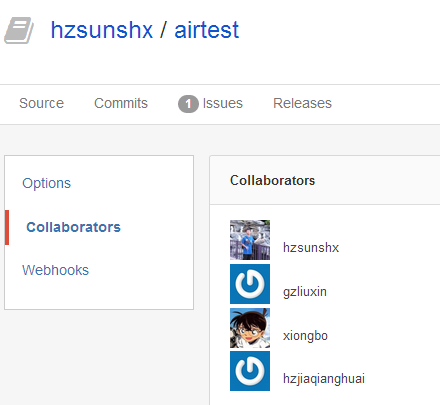 hzsunshx / airtest
Source Commits 1 Issues Releases
Options
Collaborators
Webhooks
Collaborators
hzsunshx
gzliuxin
xiongbo
hzjiaqianghuai